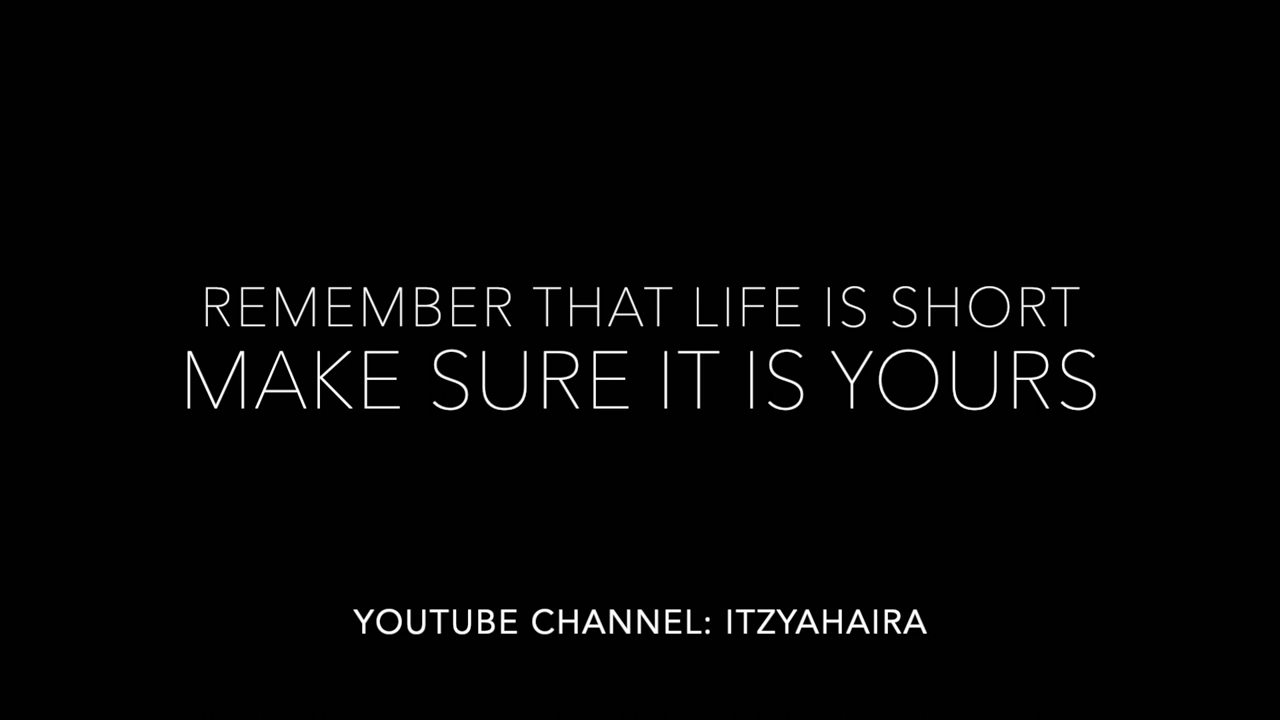 REMEMBER THAT LIFE IS SHORT
MAKE SURE IT IS YOURS
YOUTUBE CHANNEL: ITZYAHAIRA